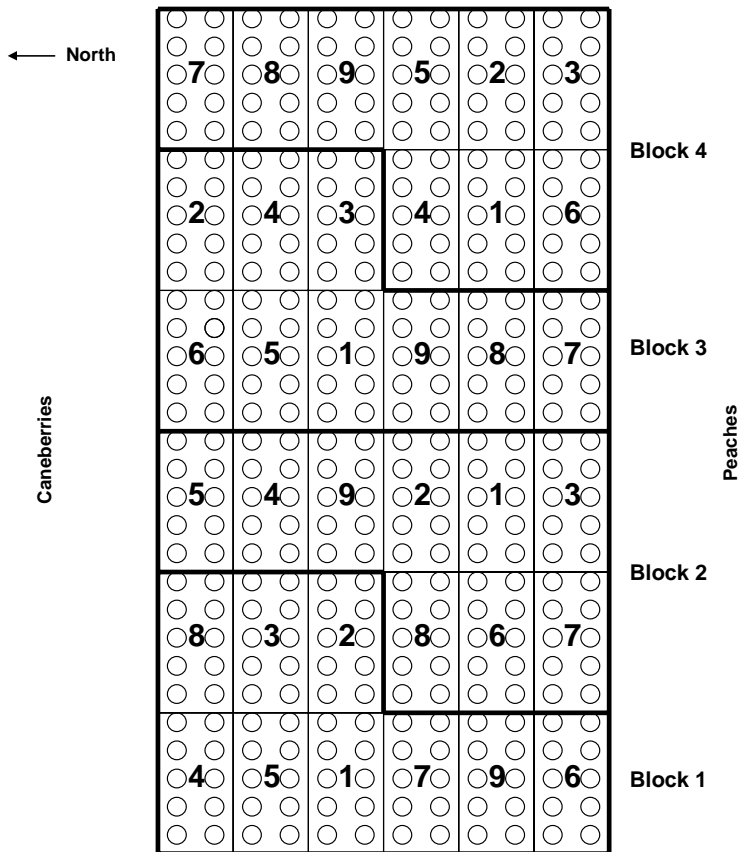 North
7 8 9 5 2 3
Block 4
2 4 3 4 1 6
Block 3
6 5 1 9 8 7
Caneberries
Peaches
5 4 9 2 1 3
Block 2
8 3 2 8 6 7
4 5 1 7 9 6
Block 1